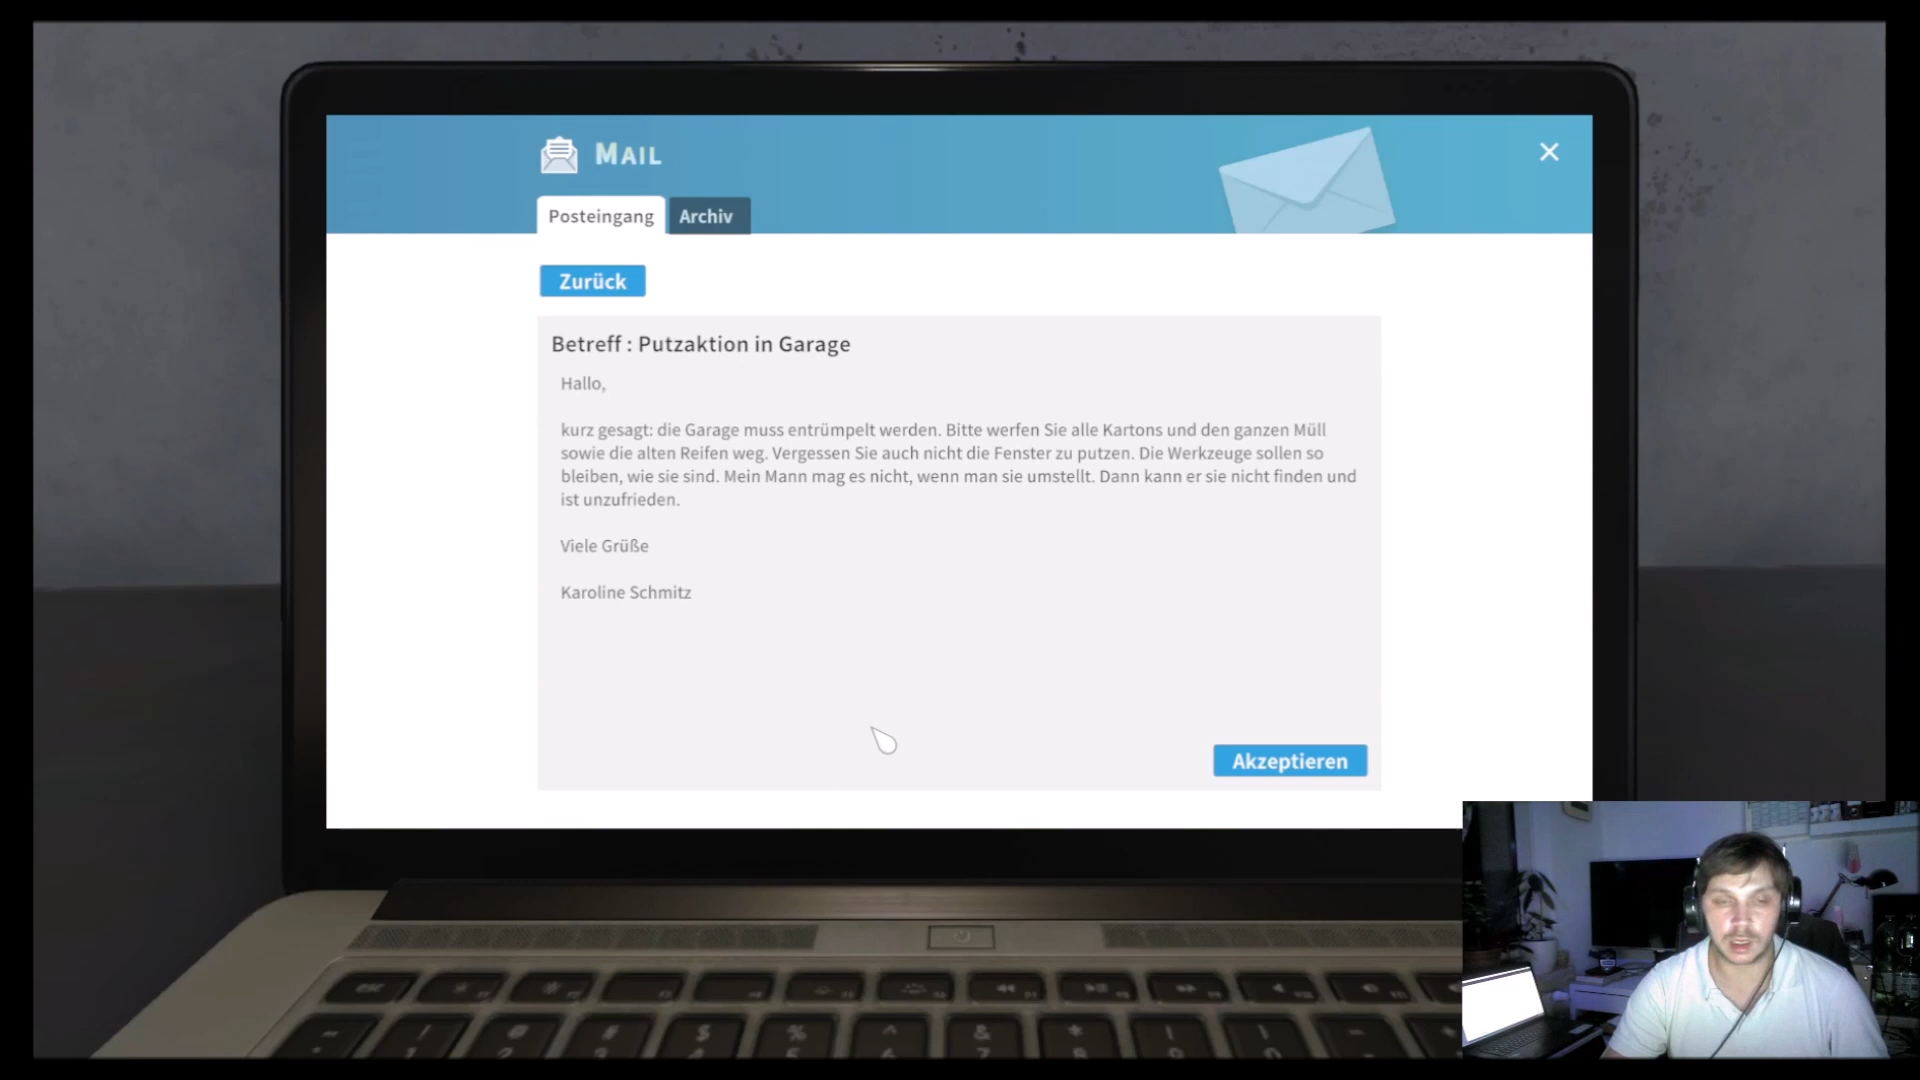 MAIL
Posteingang
Archiv
Zurück
Betreff : Putzaktion in Garage
Hallo,
kurz gesagt: die Garage muss entrümpelt werden. Bitte werfen Sie alle Kartons und den ganzen Müll
sowie die alten Reifen weg. Vergessen Sie auch nicht die Fenster zu putzen. Die Werkzeuge sollen so
bleiben, wie sie sind. Mein Mann mag es nicht, wenn man sie umstellt. Dann kann er sie nicht finden und
ist unzufrieden.
Viele Grüße
Karoline Schmitz
Akzeptieren
esc